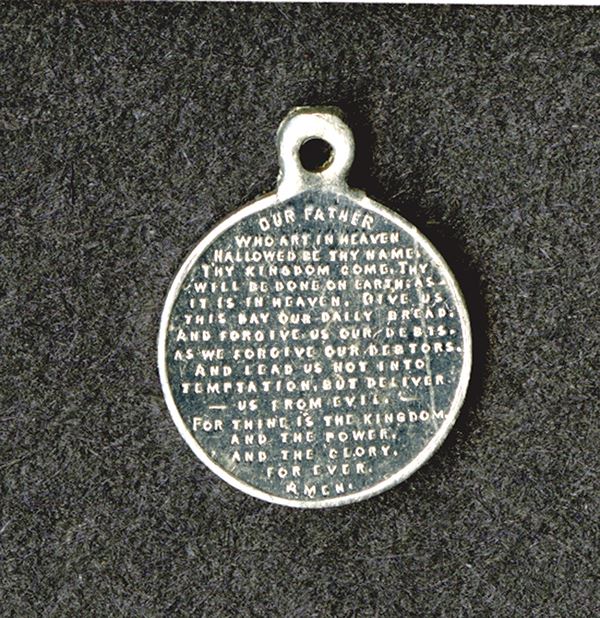 OUR FATHER
WHO ART IN HEAVEN
HALLOWED BE THY NAME.
THY KINGDOM COME. THY
WILL BE DONE ON EARTH, AS
IT IS IN HEAVEN. GIVE US
THIS DAY OUR DAILY BREAD.
AND FORGIVE US OUR DEBTS.
AS WE FORGIVE OUR DEBTORS.
AND LEAD US NOT INTO
TEMPTATION, BUT DELIVER
— US FROM EVIL. —
FOR THINE IS THE KINGDOM,
AND THE POWER,
AND THE GLORY,
FOR EVER.
AMEN.